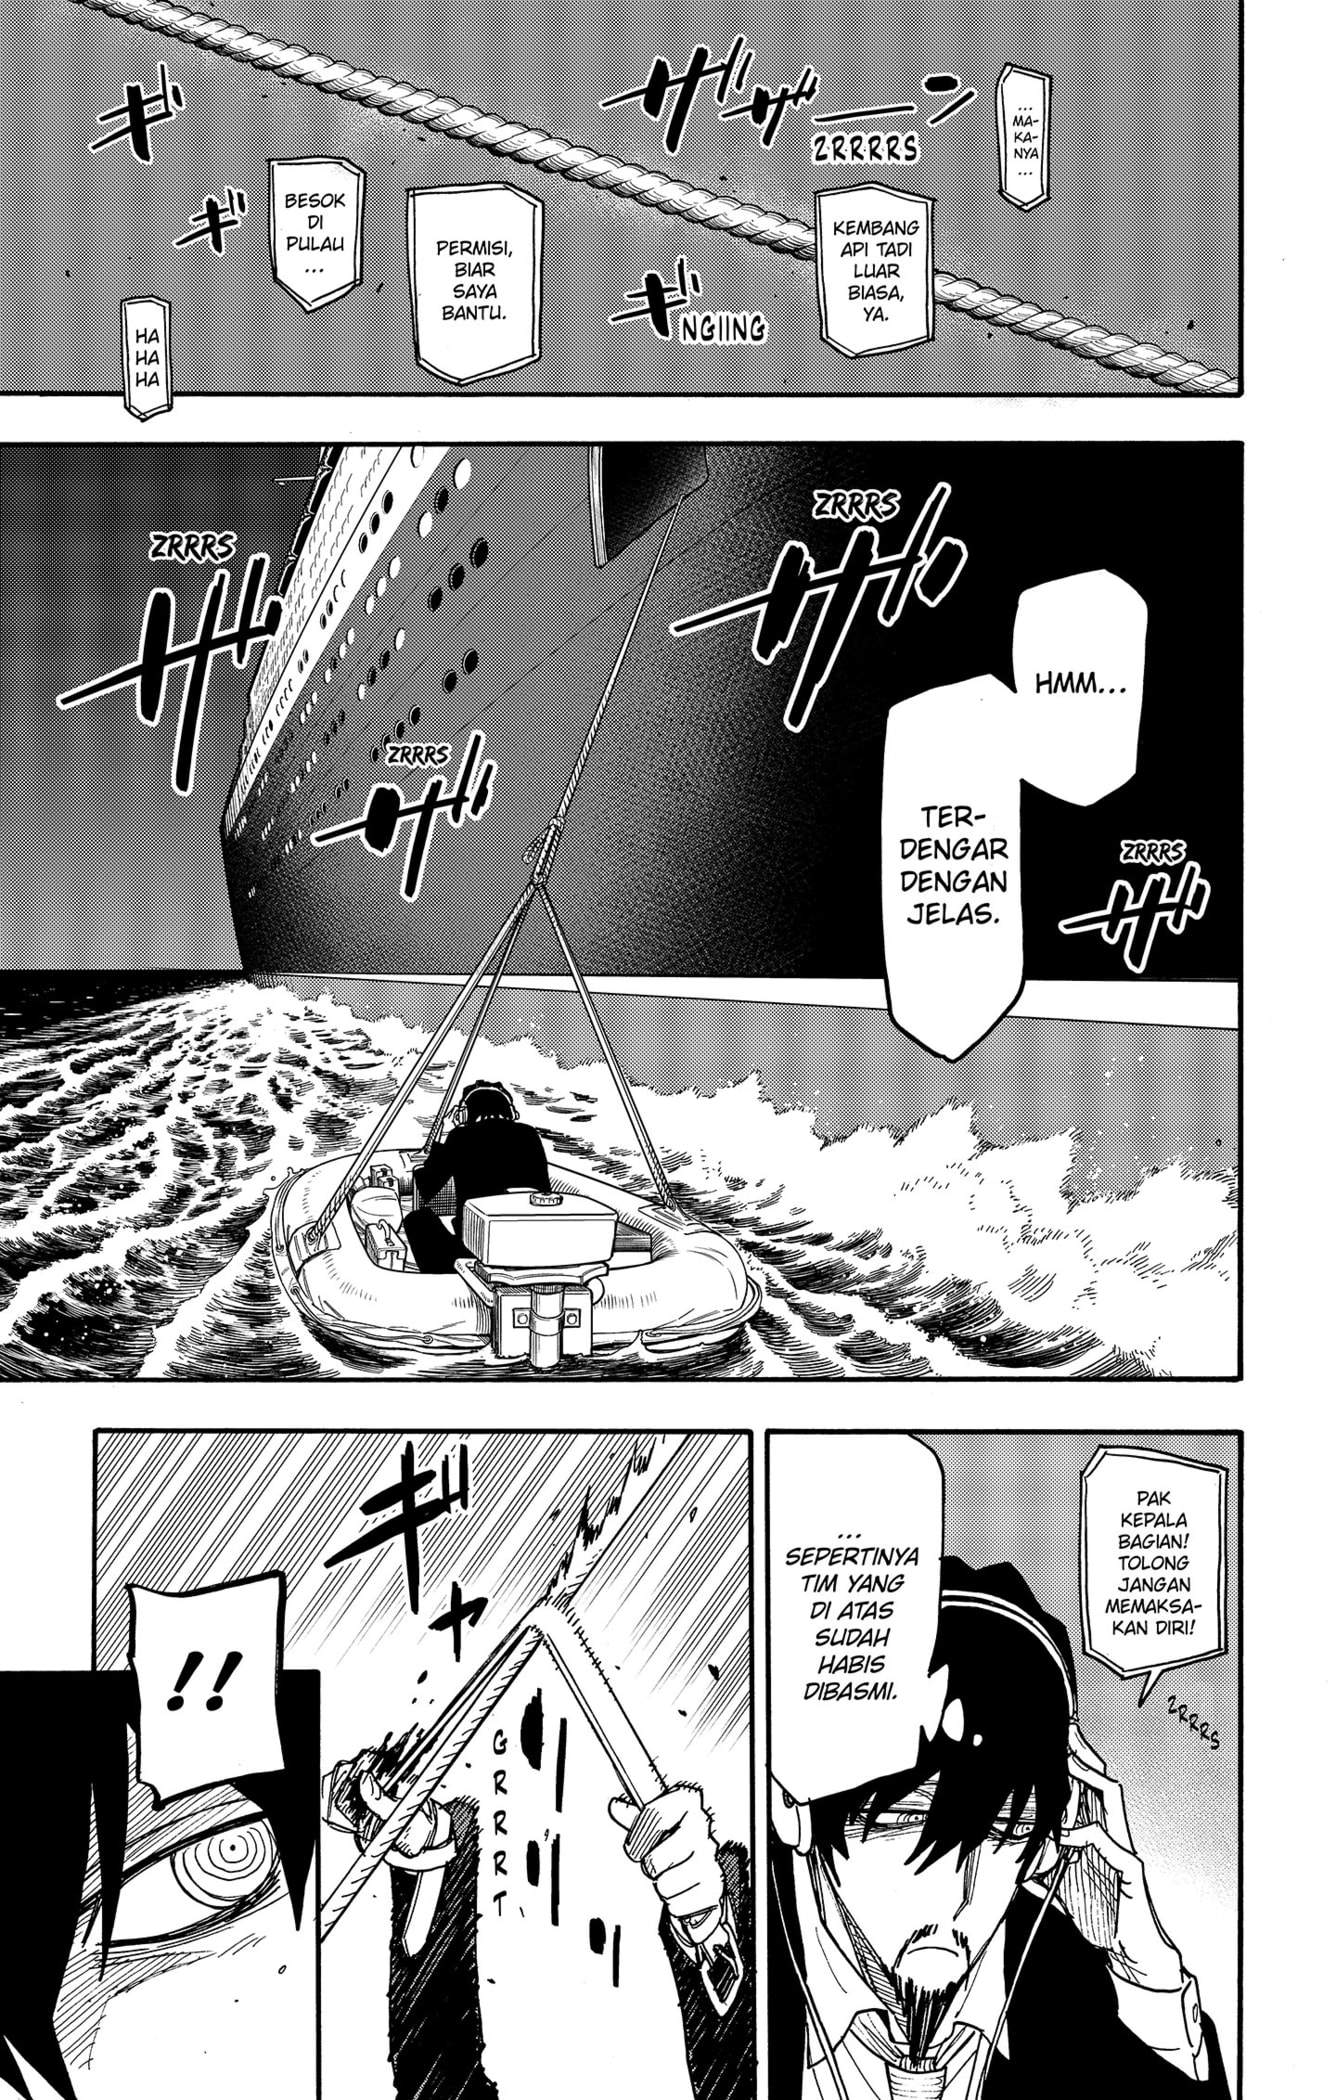 ...
MA-
KA-
NYA
...
ザザーン
ZRRRRS
KEMBANG
API TADI
LUAR
BIASA,
YA.
ギ
NGIING
PERMISI,
BIAR
SAYA
BANTU.
ギ
ギ
BESOK
DI
PULAU
...
HA
HA
HA
ZRRRS
ザザ
HMM...
TER-
DENGAR
DENGAN
JELAS.
ZRRRS
ザザ
ZRRRS
ザザ
ZRRRS
ザザ
PAK
KEPALA
BAGIAN!
TOLONG
JANGAN
MEMAKSA-
KAN DIRI!
ZRRRS
...
SEPERTINYA
TIM YANG
DI ATAS
SUDAH
HABIS
DIBASMI.
ギャリ
GRRRT
!!